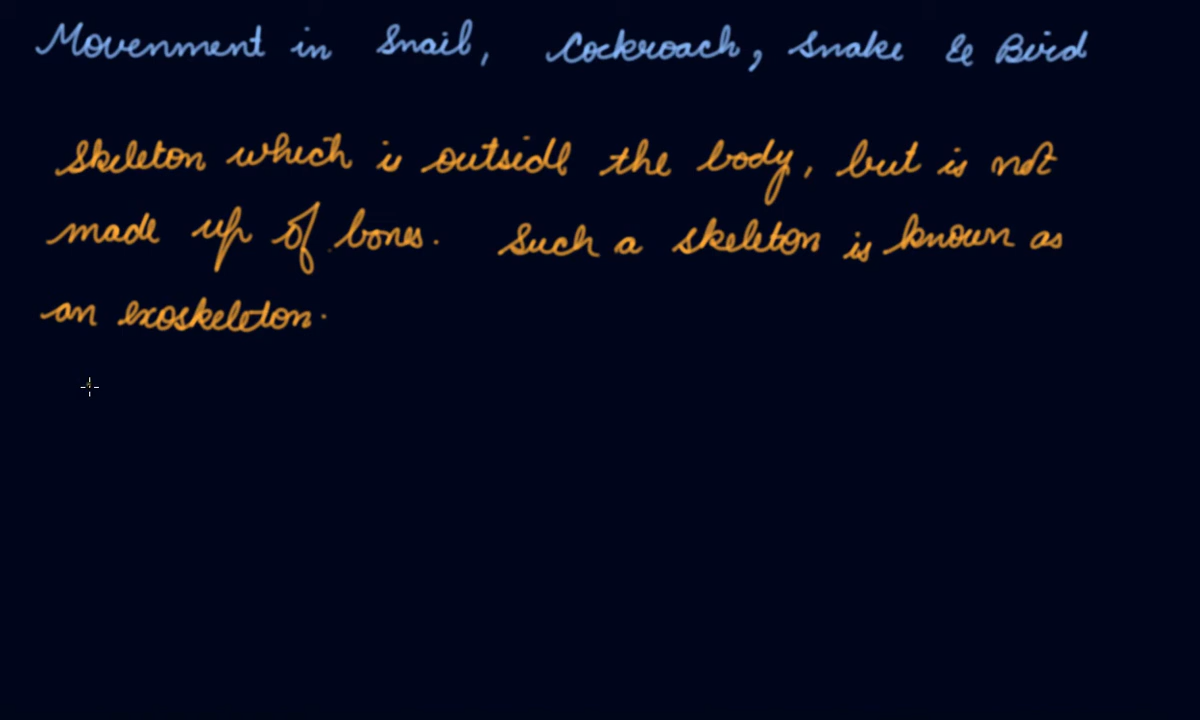 Movenment in Snail, Cockroach, Snake & Bird
Skeleton which is outside the body, but is not
made up of bones. Such a skeleton is known as
an exoskeleton.